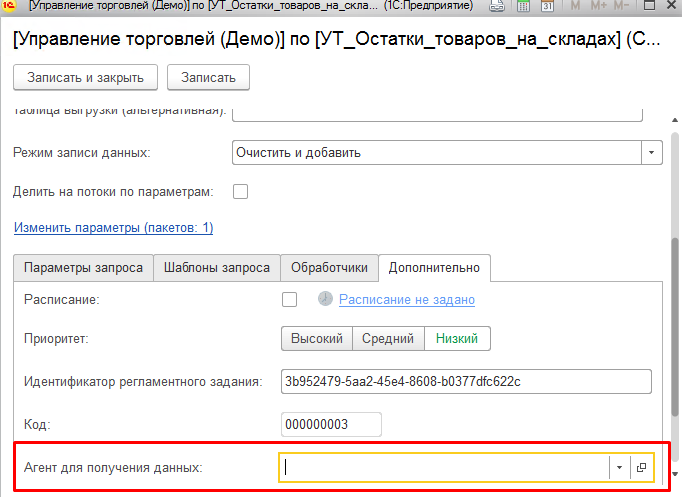 [Управление торговлей (Демо)] по [УТ_Остатки_товаров_на_скла... (1С:Предприятие)
31
M M+ M-
[Управление торговлей (Демо)] по [УТ_Остатки_товаров_на_складах] (С...
Записать и закрыть Записать
Таблица выгрузки (альтернативная):
Режим записи данных: Очистить и добавить
Делить на потоки по параметрам:
Изменить параметры (пакетов: 1)
Параметры запроса Шаблоны запроса Обработчики Дополнительно
Расписание: Расписание не задано
Приоритет: Высокий Средний Низкий
Идентификатор регламентного задания: 3b952479-5aa2-45e4-8608-b0377dfc622c
Код: 000000003
Агент для получения данных: